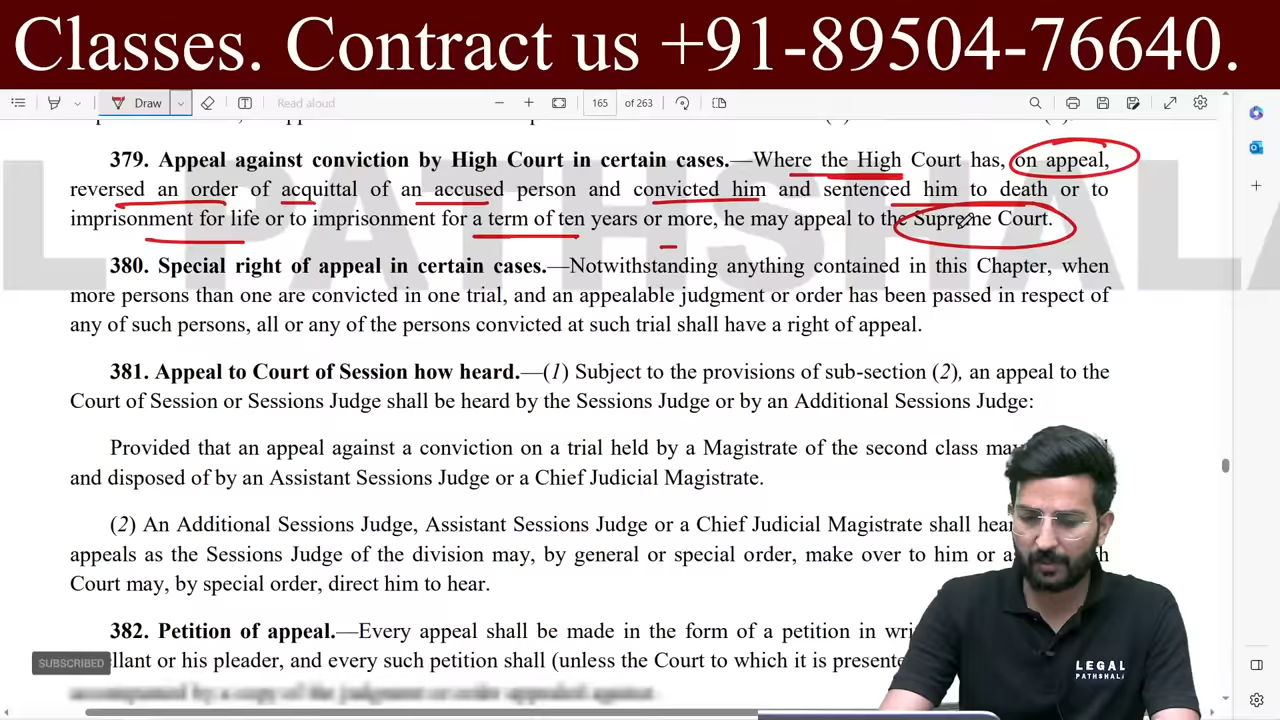 Classes. Contract us +91-89504-76640.
Draw
Read aloud
165
of 263
379. Appeal against conviction by High Court in certain cases.—Where the High Court has, on appeal,
reversed an order of acquittal of an accused person and convicted him and sentenced him to death or to
imprisonment for life or to imprisonment for a term of ten years or more, he may appeal to the Supreme Court.
380. Special right of appeal in certain cases.—Notwithstanding anything contained in this Chapter, when
more persons than one are convicted in one trial, and an appealable judgment or order has been passed in respect of
any of such persons, all or any of the persons convicted at such trial shall have a right of appeal.
381. Appeal to Court of Session how heard.—(1) Subject to the provisions of sub-section (2), an appeal to the
Court of Session or Sessions Judge shall be heard by the Sessions Judge or by an Additional Sessions Judge:
Provided that an appeal against a conviction on a trial held by a Magistrate of the second class
and disposed of by an Assistant Sessions Judge or a Chief Judicial Magistrate.
(2) An Additional Sessions Judge, Assistant Sessions Judge or a Chief Judicial Magistrate shall
appeals as the Sessions Judge of the division may, by general or special order, make over to him or
Court may, by special order, direct him to hear.
382. Petition of appeal.—Every appeal shall be made in the form of a petition in
or his pleader, and every such petition shall (unless the Court to which it is
accompanied by a copy of the judgment or order appealed against
SUBSCRIBED
LEGAL
PATHSHALA
L PATHSHALA